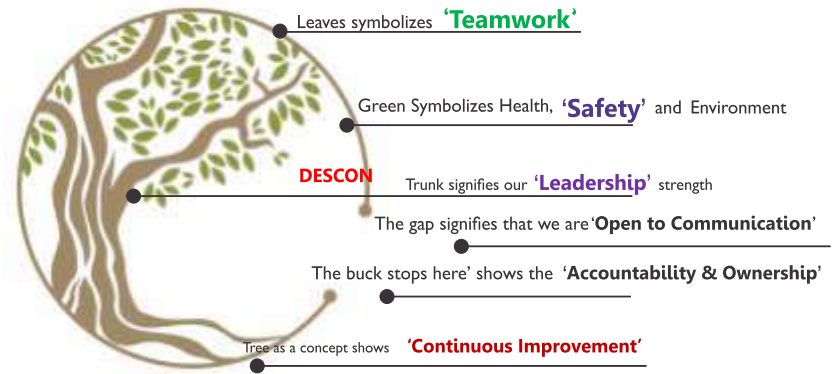 Leaves symbolizes ‘Teamwork’
Green Symbolizes Health, ‘Safety’ and Environment
DESCON
Trunk signifies our ‘Leadership’ strength
The gap signifies that we are ‘Open to Communication’
The buck stops here’ shows the ‘Accountability & Ownership’
Tree as a concept shows ‘Continuous Improvement’